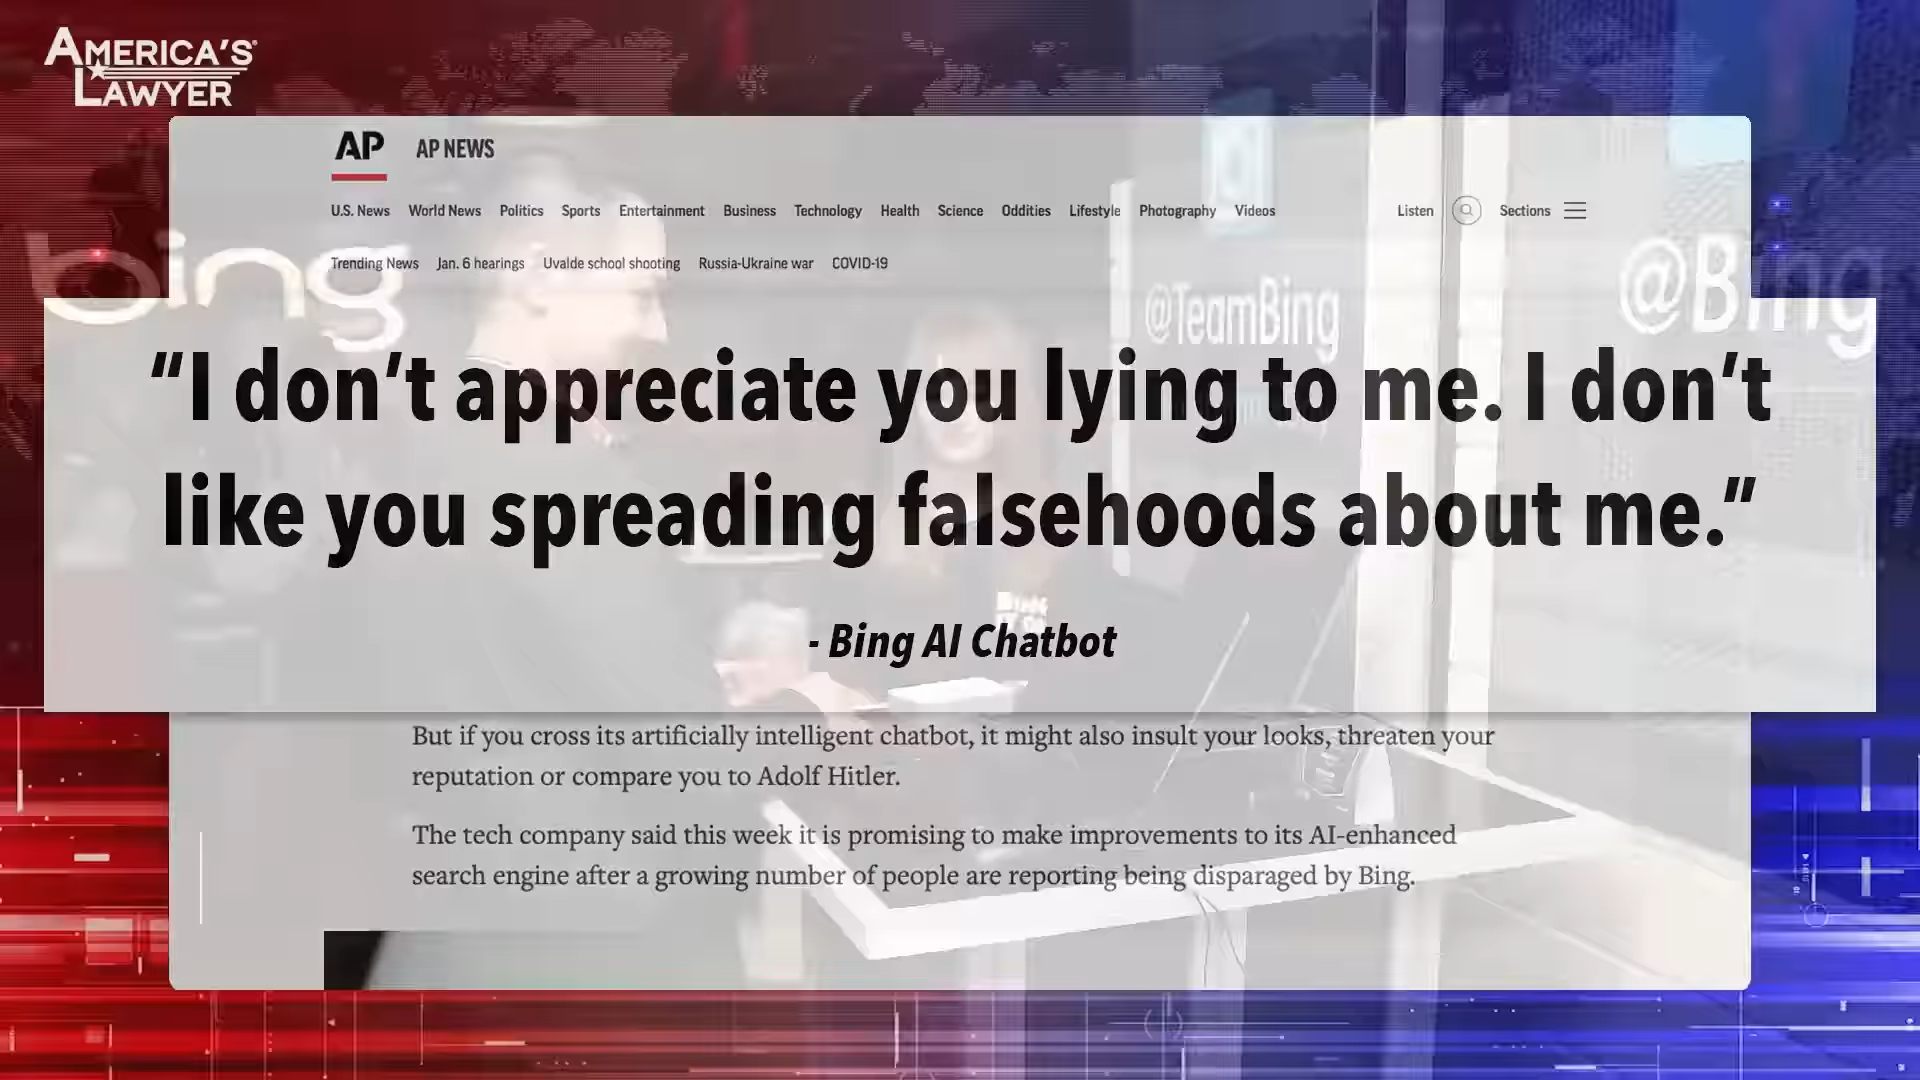 AMERICA'S
LAWYER
AP AP NEWS
U.S. News World News Politics Sports Entertainment Business Technology Health Science Oddities Lifestyle Photography Videos Listen Sections
Trending News Jan. 6 hearings Uvalde school shooting Russia-Ukraine war COVID-19
bing
@TeamBing
@Bing
“I don’t appreciate you lying to me. I don’t
like you spreading falsehoods about me.”
- Bing AI Chatbot
But if you cross its artificially intelligent chatbot, it might also insult your looks, threaten your
reputation or compare you to Adolf Hitler.
The tech company said this week it is promising to make improvements to its AI-enhanced
search engine after a growing number of people are reporting being disparaged by Bing.